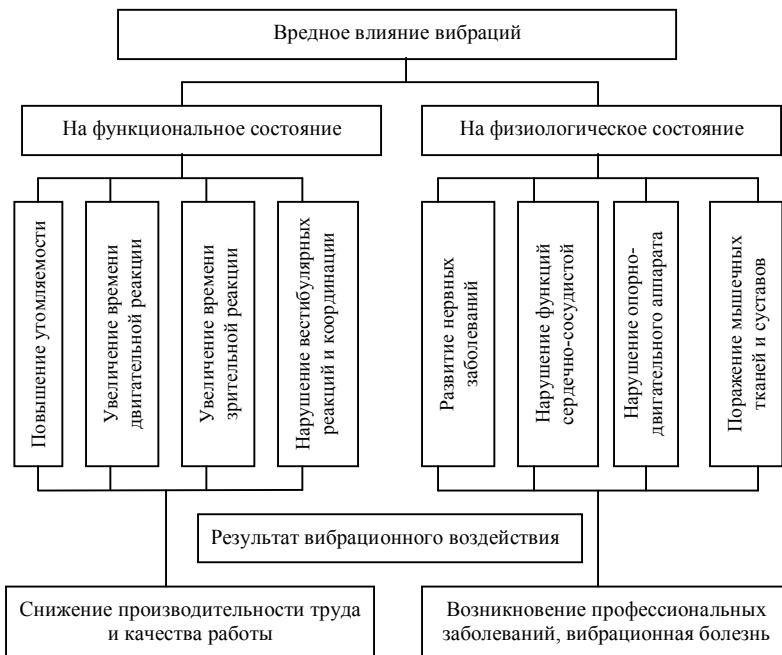 Вредное влияние вибраций
На функциональное состояние
На физиологическое состояние
Повышение утомляемости
Увеличение времени
двигательной реакции
Увеличение времени
зрительной реакции
Нарушение вестибулярных
реакций и координации
Развитие нервных
заболеваний
Нарушение функций
сердечно-сосудистой
Нарушение опорно-
двигательного аппарата
Поражение мышечных
тканей и суставов
Результат вибрационного воздействия
Снижение производительности труда
и качества работы
Возникновение профессиональных
заболеваний, вибрационная болезнь